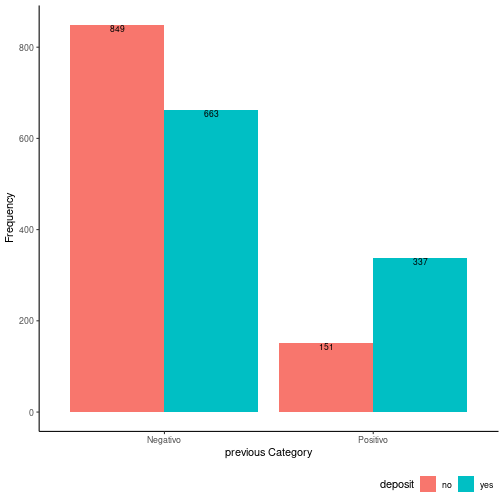 849
800
663
600
Frequency
400
337
200
151
0
Negativo Positivo
previous Category
deposit no yes